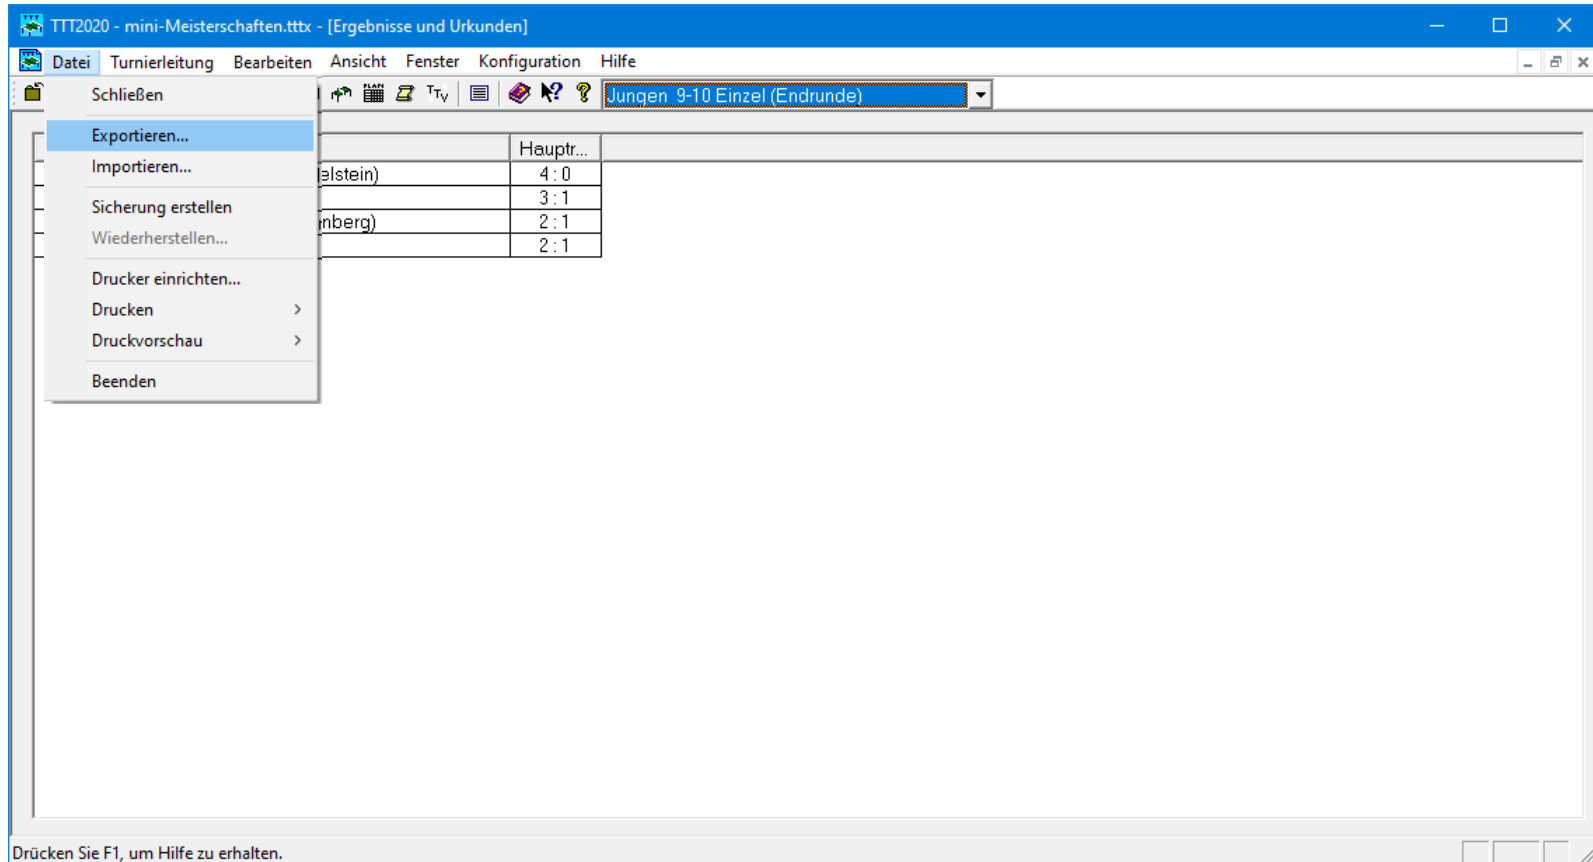 TTT2020 - mini-Meisterschaften.tttx - [Ergebnisse und Urkunden]
Datei Turnierleitung Bearbeiten Ansicht Fenster Konfiguration Hilfe
Jungen 9-10 Einzel (Endrunde)
Schließen
Exportieren...
Importieren...
Sicherung erstellen
Wiederherstellen...
Drucker einrichten...
Drucken
Druckvorschau
Beenden
Hauptr...
elstein) 4 : 0
3 : 1
nberg) 2 : 1
2 : 1
Drücken Sie F1, um Hilfe zu erhalten.